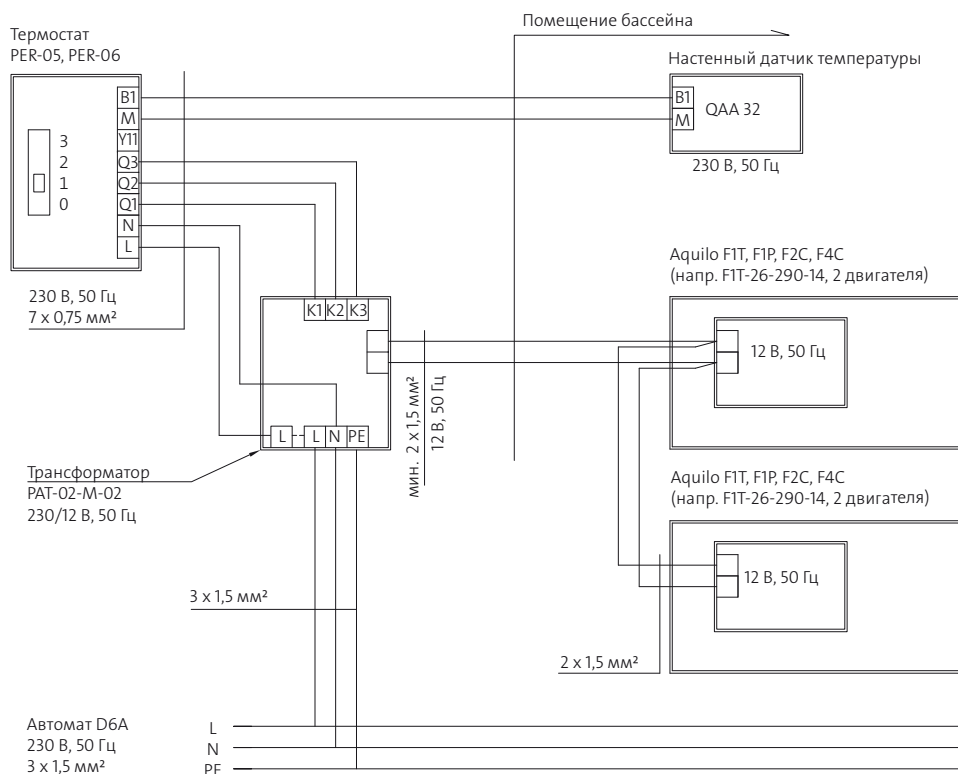 Помещение бассейна
Термостат
PER-05, PER-06
Настенный датчик температуры
B1
M
Y11
Q3
Q2
Q1
N
L
3
2
1
0
B1
M
QAA 32
230 В, 50 Гц
230 В, 50 Гц
7 x 0,75 мм²
Aquilo F1T, F1P, F2C, F4C
(напр. F1T-26-290-14, 2 двигателя)
K1 K2 K3
12 В, 50 Гц
мин. 2 x 1,5 мм²
12 В, 50 Гц
L L N PE
Трансформатор
PAT-02-M-02
230/12 В, 50 Гц
Aquilo F1T, F1P, F2C, F4C
(напр. F1T-26-290-14, 2 двигателя)
12 В, 50 Гц
3 x 1,5 мм²
2 x 1,5 мм²
Автомат D6A
230 В, 50 Гц
3 x 1,5 мм²
L
N
PE